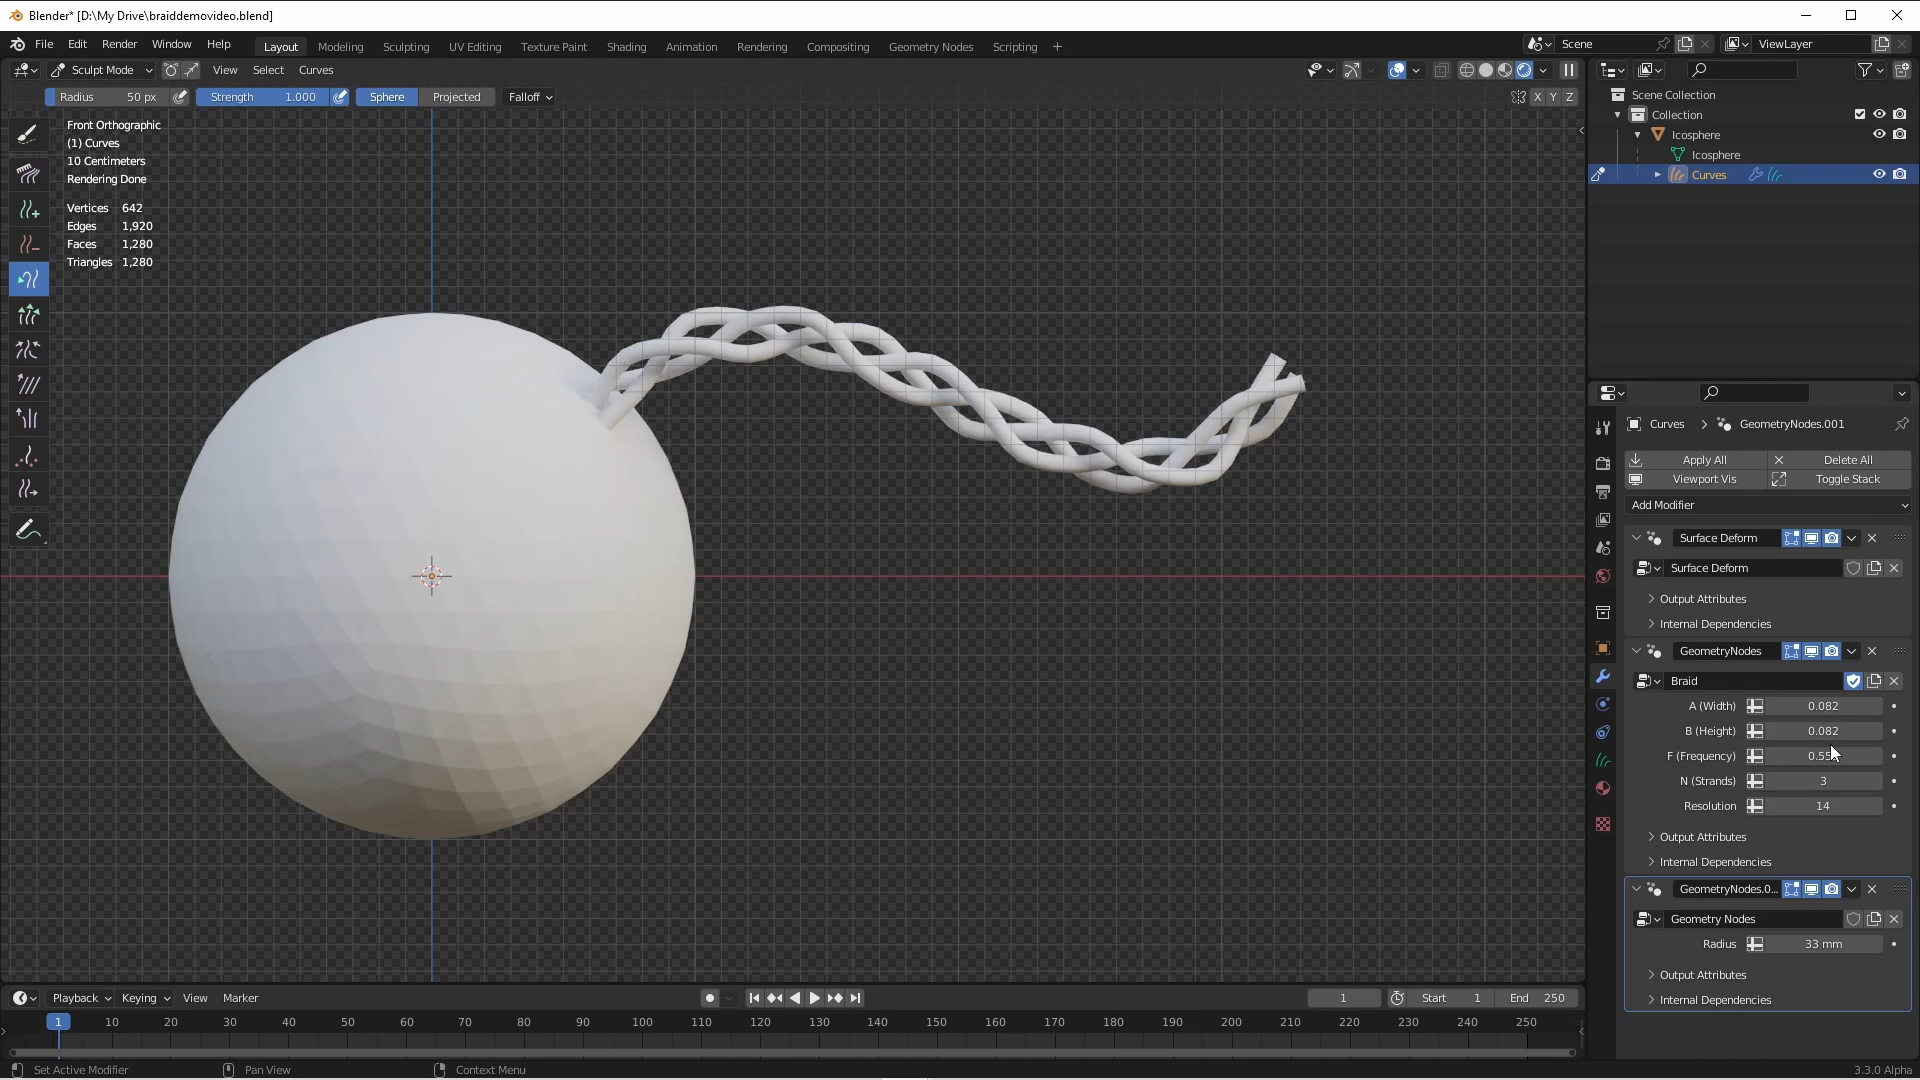 Blender* [D:\My Drive\braiddemovideo.blend]
File Edit Render Window Help Layout Modeling Sculpting UV Editing Texture Paint Shading Animation Rendering Compositing Geometry Nodes Scripting + Scene ViewLayer
Sculpt Mode View Select Curves
Radius 50 px Strength 1.000 Sphere Projected Falloff X Y Z
Front Orthographic
(1) Curves
10 Centimeters
Rendering Done
Vertices 642
Edges 1,920
Faces 1,280
Triangles 1,280
Scene Collection
Collection
Icosphere
Icosphere
Curves
Curves > GeometryNodes.001
Apply All Delete All
Viewport Vis Toggle Stack
Add Modifier
Surface Deform
Surface Deform
Output Attributes
Internal Dependencies
GeometryNodes
Braid
A (Width) 0.082
B (Height) 0.082
F (Frequency)
N (Strands) 3
Resolution 14
Output Attributes
Internal Dependencies
GeometryNodes.0...
Geometry Nodes
Radius 33 mm
Output Attributes
Internal Dependencies
Playback Keying View Marker 1 Start 1 End 250
1 10 20 30 40 50 60 70 80 90 100 110 120 130 140 150 160 170 180 190 200 210 220 230 240 250
Set Active Modifier Pan View Context Menu 3.3.0 Alpha